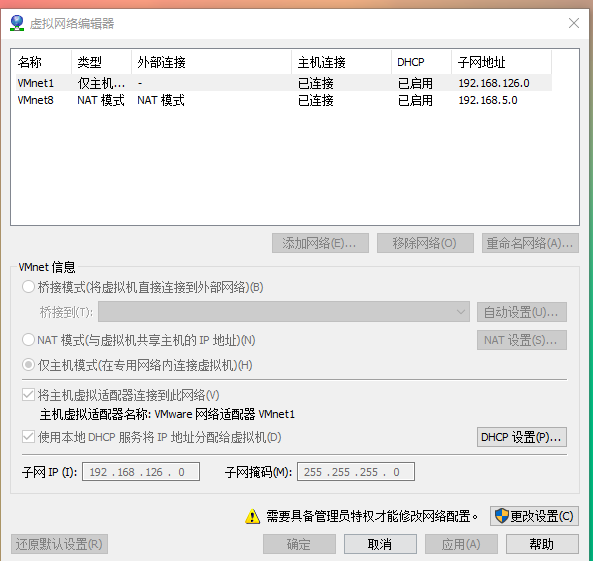 虚拟网络编辑器
名称 类型 外部连接 主机连接 DHCP 子网地址
VMnet1 仅主机... - 已连接 已启用 192.168.126.0
VMnet8 NAT 模式 NAT 模式 已连接 已启用 192.168.5.0
添加网络(E)... 移除网络(O) 重命名网络(A)...
VMnet 信息
桥接模式(将虚拟机直接连接到外部网络)(B)
桥接到(T): 自动设置(U)...
NAT 模式(与虚拟机共享主机的 IP 地址)(N) NAT 设置(S)...
仅主机模式(在专用网络内连接虚拟机)(H)
将主机虚拟适配器连接到此网络(V)
主机虚拟适配器名称: VMware 网络适配器 VMnet1
使用本地 DHCP 服务将 IP 地址分配给虚拟机(D) DHCP 设置(P)...
子网 IP (I): 192 .168 .126 . 0 子网掩码(M): 255 .255 .255 . 0
需要具备管理员特权才能修改网络配置。 更改设置(C)
还原默认设置(R) 确定 取消 应用(A) 帮助